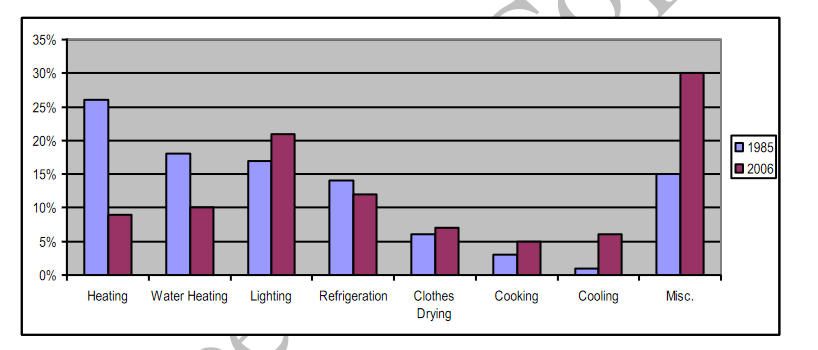 35%
30%
25%
20%
15%
10%
5%
0%
Heating
Water Heating
Lighting
Refrigeration
Clothes
Drying
Cooking
Cooling
Misc.
1985
2006